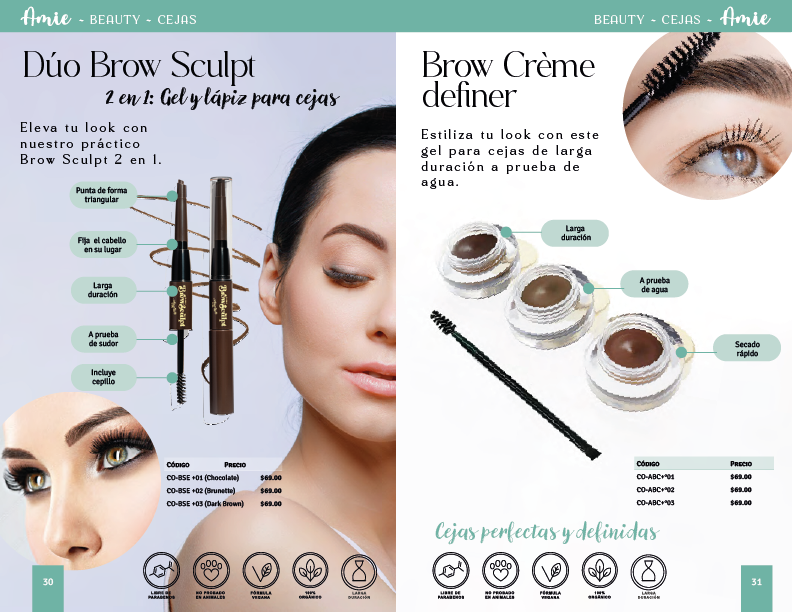 Amie ~ BEAUTY ~ CEJAS
Dúo Brow Sculpt
2 en 1: Gel y lápiz para cejas
Eleva tu look con
nuestro práctico
Brow Sculpt 2 en 1.
Punta de forma
triangular
Fija el cabello
en su lugar
Larga
duración
A prueba
de sudor
Incluye
cepillo
BrowSculpt
CÓDIGO PRECIO
CO-BSE +01 (Chocolate) $69.00
CO-BSE +02 (Brunette) $69.00
CO-BSE +03 (Dark Brown) $69.00
LIBRE DE
PARABENOS
NO PROBADO
EN ANIMALES
FÓRMULA
VEGANA
100%
ORGÁNICO
LARGA
DURACIÓN
30
BEAUTY ~ CEJAS ~ Amie
Brow Crème
definer
Estiliza tu look con este
gel para cejas de larga
duración a prueba de
agua.
Larga
duración
A prueba
de agua
Secado
rápido
CÓDIGO PRECIO
CO-ABC+º01 $69.00
CO-ABC+º02 $69.00
CO-ABC+º03 $69.00
Cejas perfectas y definidas
LIBRE DE
PARABENOS
NO PROBADO
EN ANIMALES
FÓRMULA
VEGANA
100%
ORGÁNICO
LARGA
DURACIÓN
31